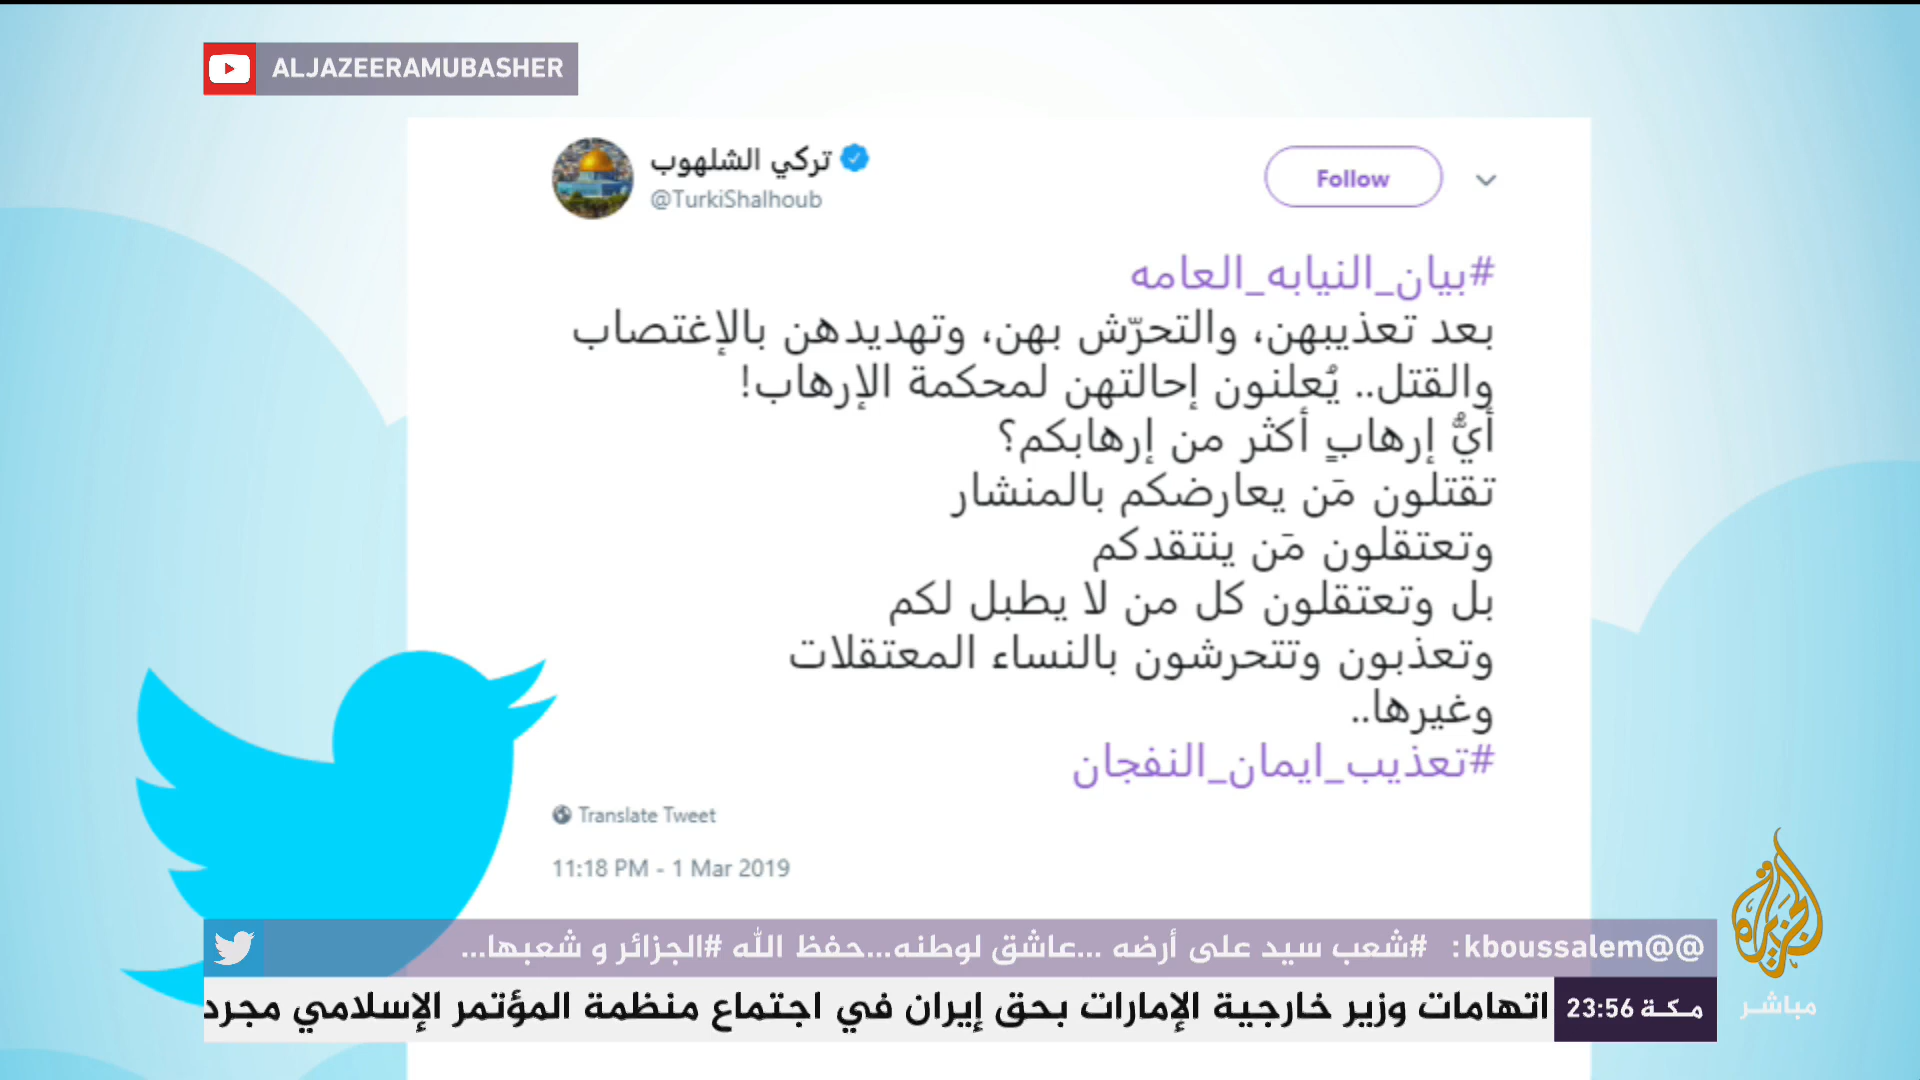 ALJAZEERAMUBASHER
تركي الشلهوب
@TurkiShalhoub
Follow
#بيان_النيابه_العامه
بعد تعذيبهن، والتحرّش بهن، وتهديدهن بالإغتصاب
والقتل.. يُعلنون إحالتهن لمحكمة الإرهاب!
أيُّ إرهابٍ أكثر من إرهابكم؟
تقتلون مَن يعارضكم بالمنشار
وتعتقلون مَن ينتقدكم
بل وتعتقلون كل من لا يطبل لكم
وتعذبون وتتحرشون بالنساء المعتقلات
وغيرها..
#تعذيب_ايمان_النفجان
Translate Tweet
11:18 PM - 1 Mar 2019
@@kboussalem: #شعب سيد على أرضه ...عاشق لوطنه...حفظ الله #الجزائر و شعبها...
مكة 23:56
اتهامات وزير خارجية الإمارات بحق إيران في اجتماع منظمة المؤتمر الإسلامي مجرد
الجزيرة
مباشر